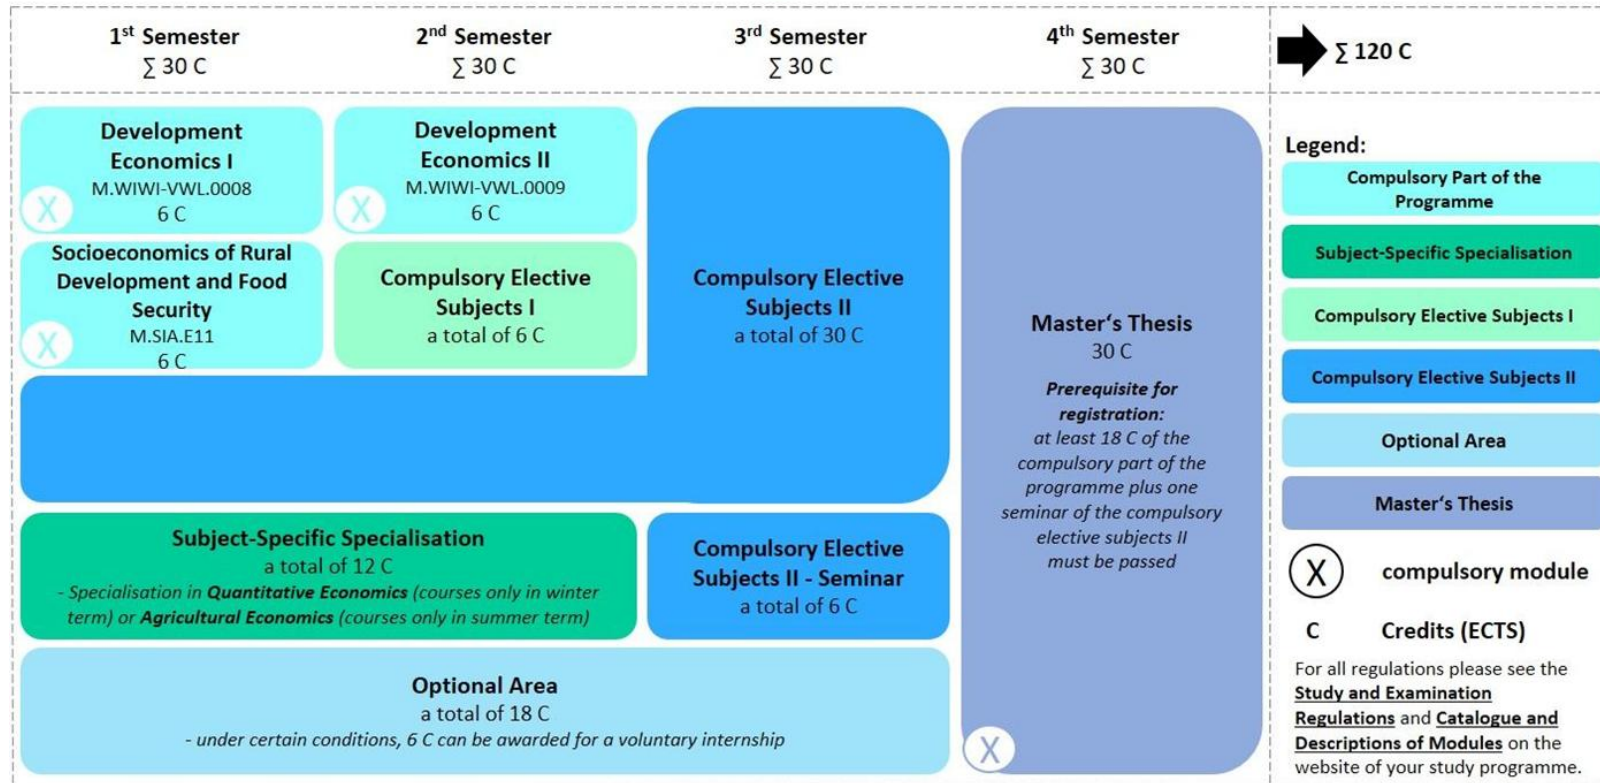 1st Semester
∑ 30 C
2nd Semester
∑ 30 C
3rd Semester
∑ 30 C
4th Semester
∑ 30 C
∑ 120 C
Development
Economics I
M.WIWI-VWL.0008
6 C
X
Development
Economics II
M.WIWI-VWL.0009
6 C
X
Socioeconomics of Rural
Development and Food
Security
M.SIA.E11
6 C
X
Compulsory Elective
Subjects I
a total of 6 C
Compulsory Elective
Subjects II
a total of 30 C
Master‘s Thesis
30 C
Prerequisite for
registration:
at least 18 C of the
compulsory part of the
programme plus one
seminar of the compulsory
elective subjects II
must be passed
X
Subject-Specific Specialisation
a total of 12 C
- Specialisation in Quantitative Economics (courses only in winter
term) or Agricultural Economics (courses only in summer term)
Compulsory Elective
Subjects II - Seminar
a total of 6 C
Optional Area
a total of 18 C
- under certain conditions, 6 C can be awarded for a voluntary internship
Legend:
Compulsory Part of the
Programme
Subject-Specific Specialisation
Compulsory Elective Subjects I
Compulsory Elective Subjects II
Optional Area
Master‘s Thesis
X compulsory module
C Credits (ECTS)
For all regulations please see the
Study and Examination
Regulations and Catalogue and
Descriptions of Modules on the
website of your study programme.